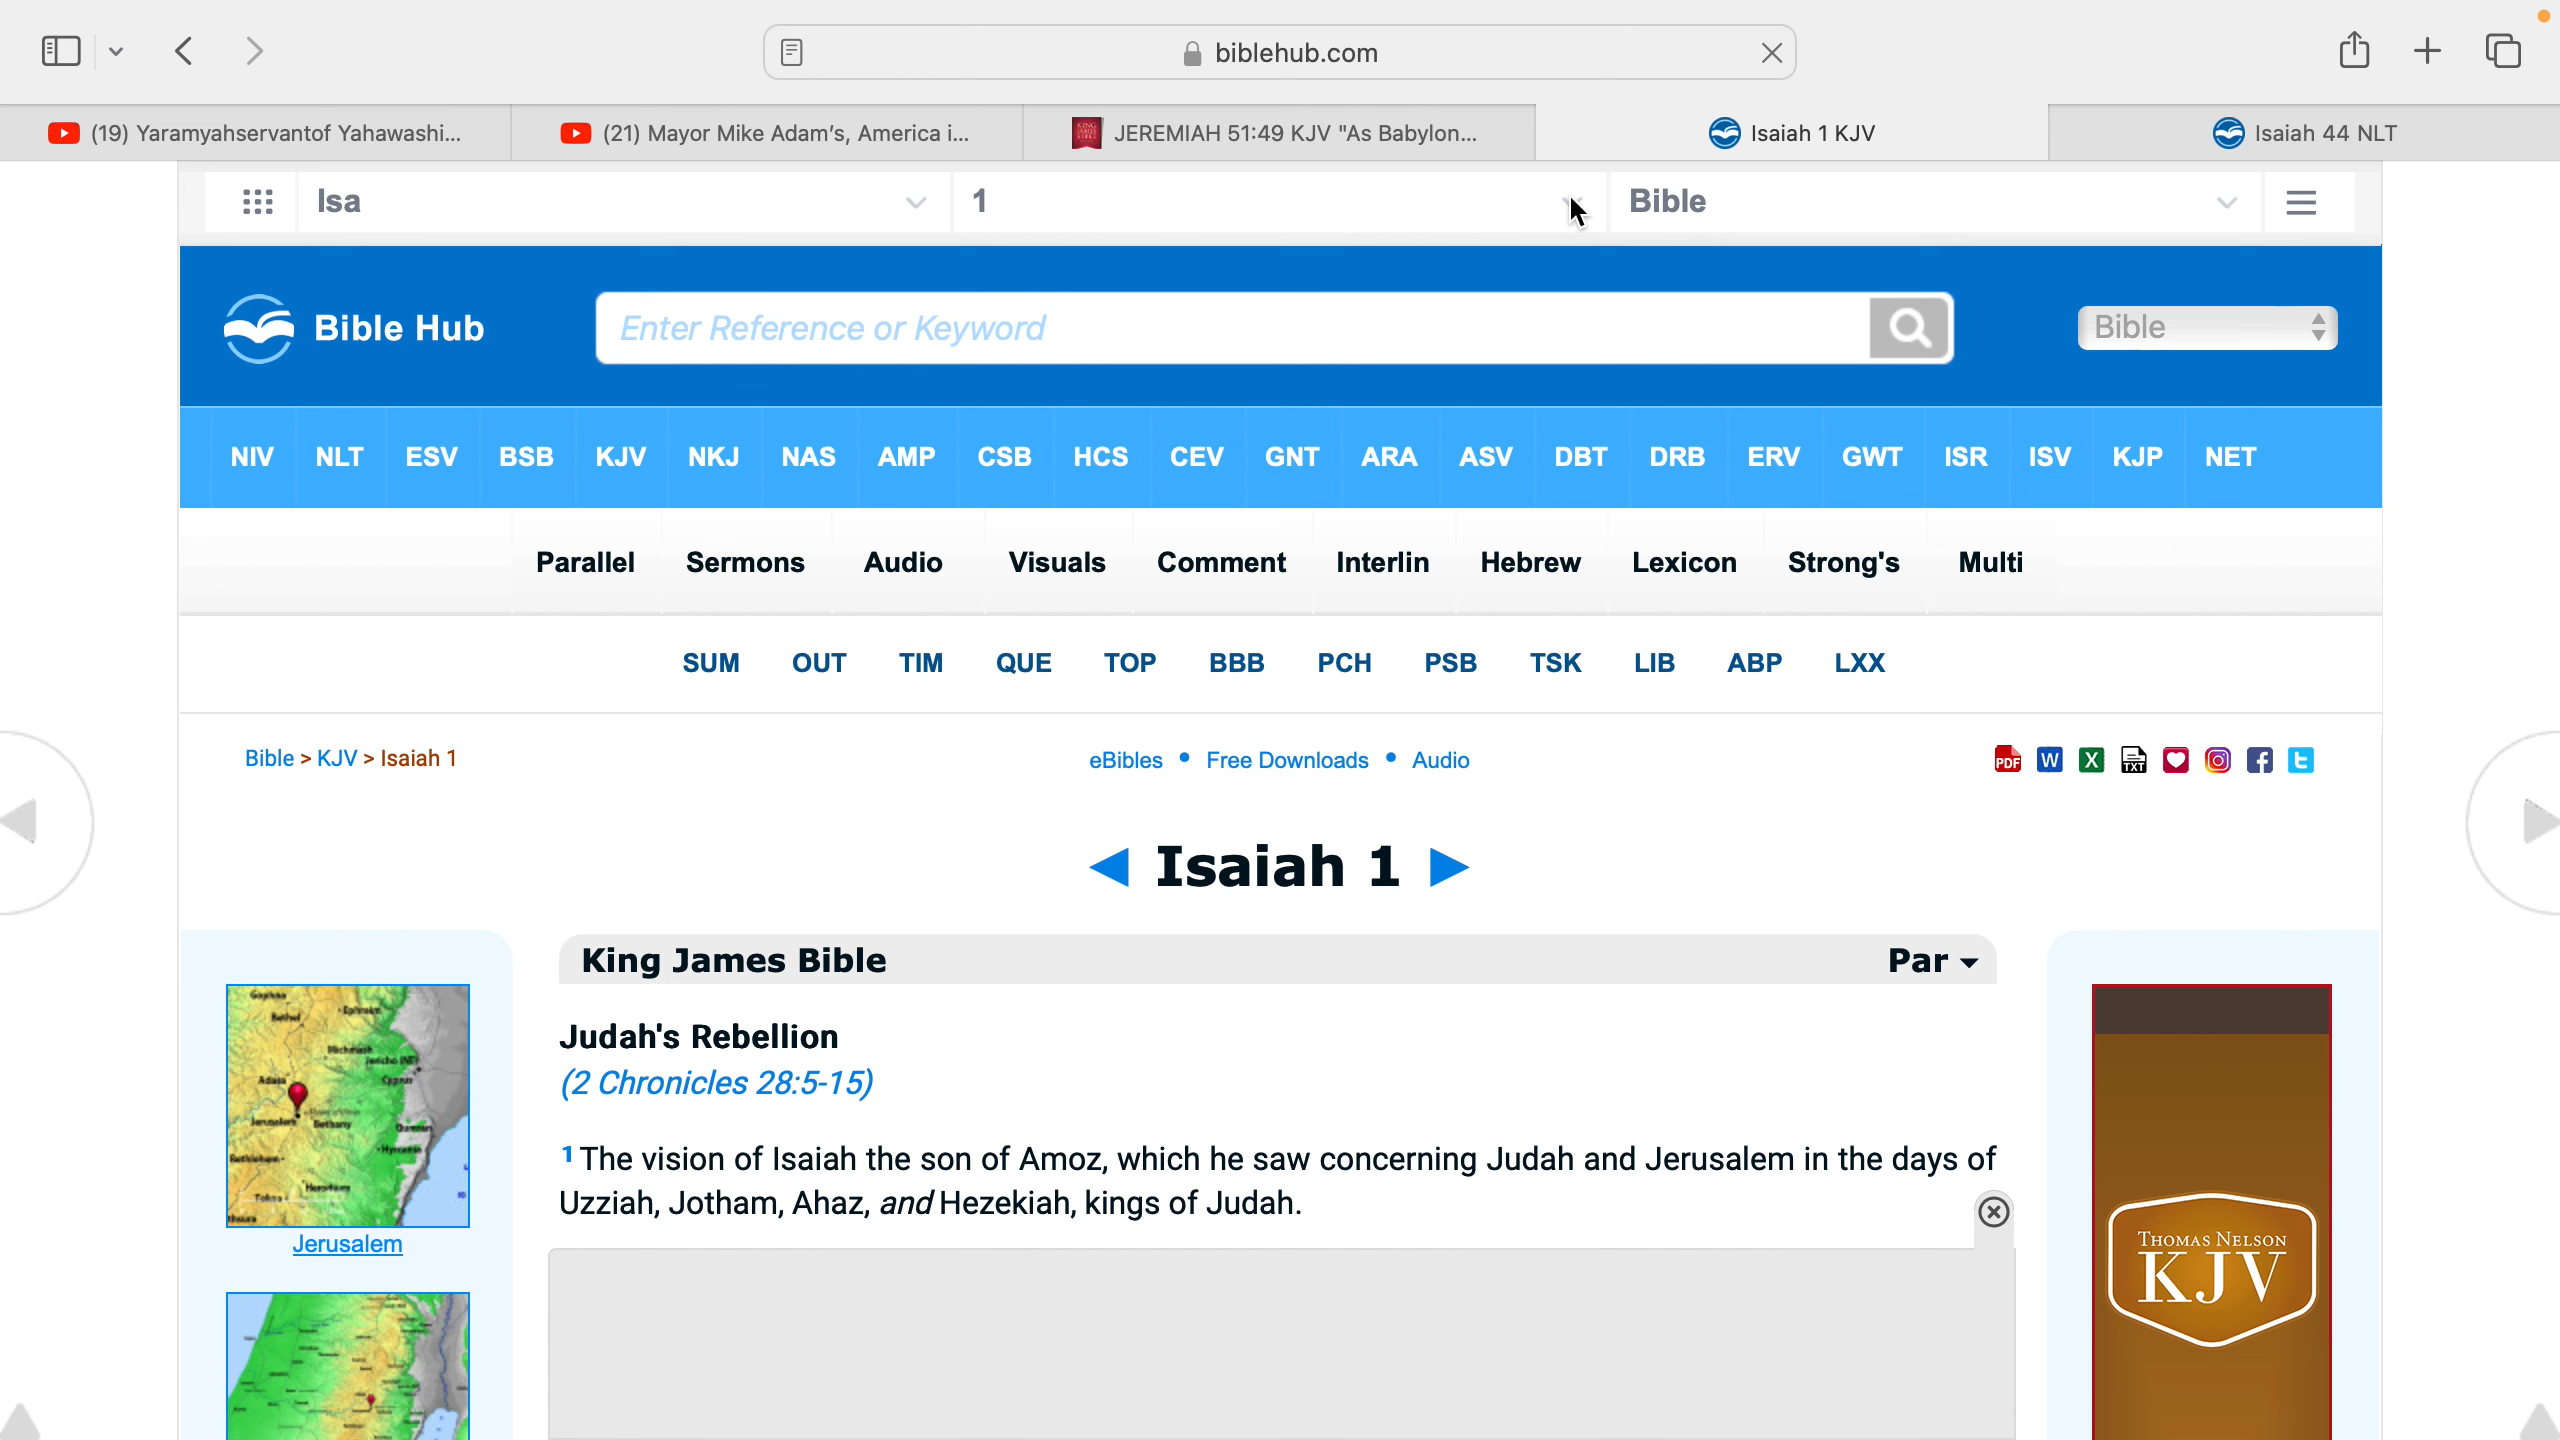 biblehub.com
(19) Yaramyahservantof Yahawashi...
(21) Mayor Mike Adam's, America i...
JEREMIAH 51:49 KJV "As Babylon...
Isaiah 1 KJV
Isaiah 44 NLT
Isa
1
Bible
Bible Hub
Enter Reference or Keyword
Bible
NIV NLT ESV BSB KJV NKJ NAS AMP CSB HCS CEV GNT ARA ASV DBT DRB ERV GWT ISR ISV KJP NET
Parallel Sermons Audio Visuals Comment Interlin Hebrew Lexicon Strong's Multi
SUM OUT TIM QUE TOP BBB PCH PSB TSK LIB ABP LXX
Bible > KJV > Isaiah 1
eBibles • Free Downloads • Audio
PDF W X TXT
◄ Isaiah 1 ►
King James Bible
Par
Judah's Rebellion
(2 Chronicles 28:5-15)
1 The vision of Isaiah the son of Amoz, which he saw concerning Judah and Jerusalem in the days of
Uzziah, Jotham, Ahaz, and Hezekiah, kings of Judah.
Jerusalem
THOMAS NELSON
KJV